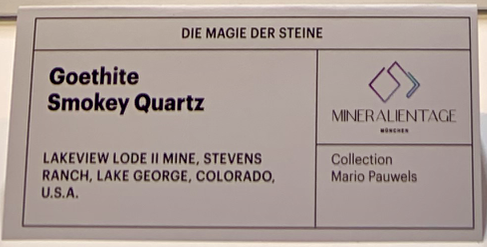 DIE MAGIE DER STEINE
Goethite
Smokey Quartz
LAKEVIEW LODE II MINE, STEVENS
RANCH, LAKE GEORGE, COLORADO,
U.S.A.
MINERALIENTAGE
MÜNCHEN
Collection
Mario Pauwels